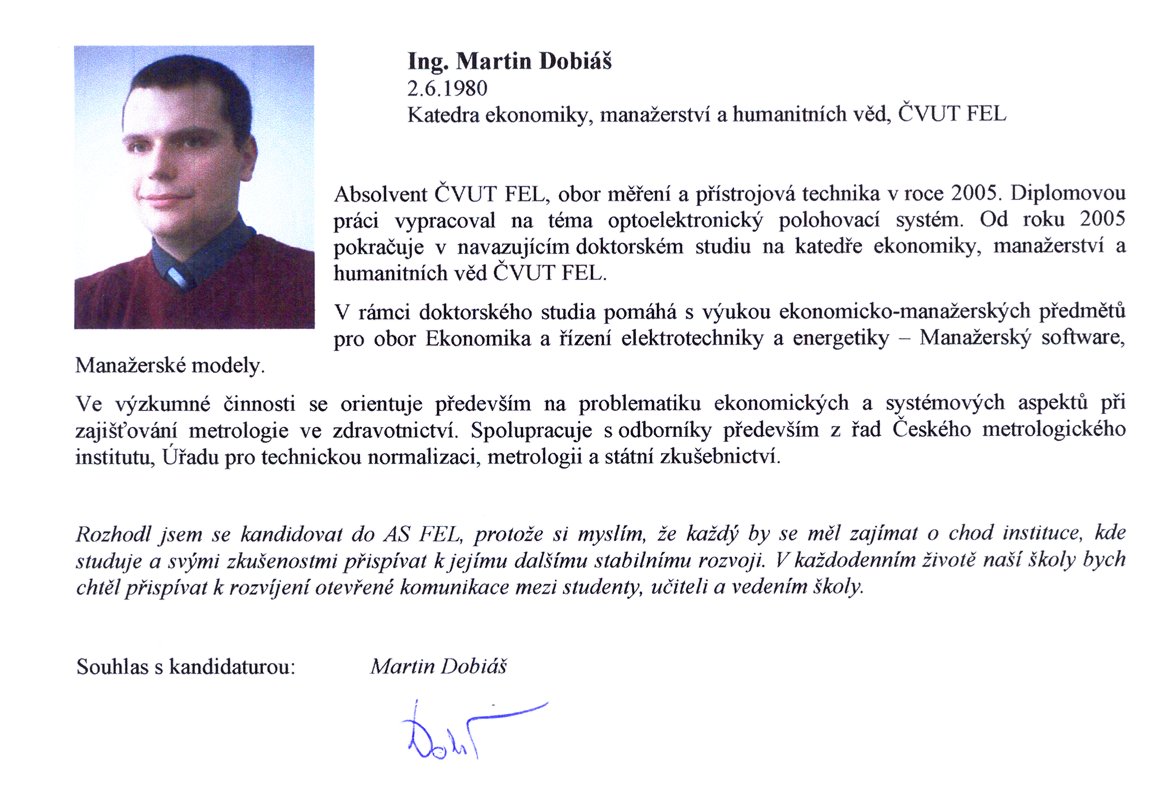 Ing. Martin Dobiáš
2.6.1980
Katedra ekonomiky, manažerství a humanitních věd, ČVUT FEL
Absolvent ČVUT FEL, obor měření a přístrojová technika v roce 2005. Diplomovou
práci vypracoval na téma optoelektronický polohovací systém. Od roku 2005
pokračuje v navazujícím doktorském studiu na katedře ekonomiky, manažerství a
humanitních věd ČVUT FEL.
V rámci doktorského studia pomáhá s výukou ekonomicko-manažerských předmětů
pro obor Ekonomika a řízení elektrotechniky a energetiky – Manažerský software,
Manažerské modely.
Ve výzkumné činnosti se orientuje především na problematiku ekonomických a systémových aspektů při
zajišťování metrologie ve zdravotnictví. Spolupracuje s odborníky především z řad Českého metrologického
institutu, Úřadu pro technickou normalizaci, metrologii a státní zkušebnictví.
Rozhodl jsem se kandidovat do AS FEL, protože si myslím, že každý by se měl zajímat o chod instituce, kde
studuje a svými zkušenostmi přispívat k jejímu dalšímu stabilnímu rozvoji. V každodenním životě naší školy bych
chtěl přispívat k rozvíjení otevřené komunikace mezi studenty, učiteli a vedením školy.
Souhlas s kandidaturou: Martin Dobiáš